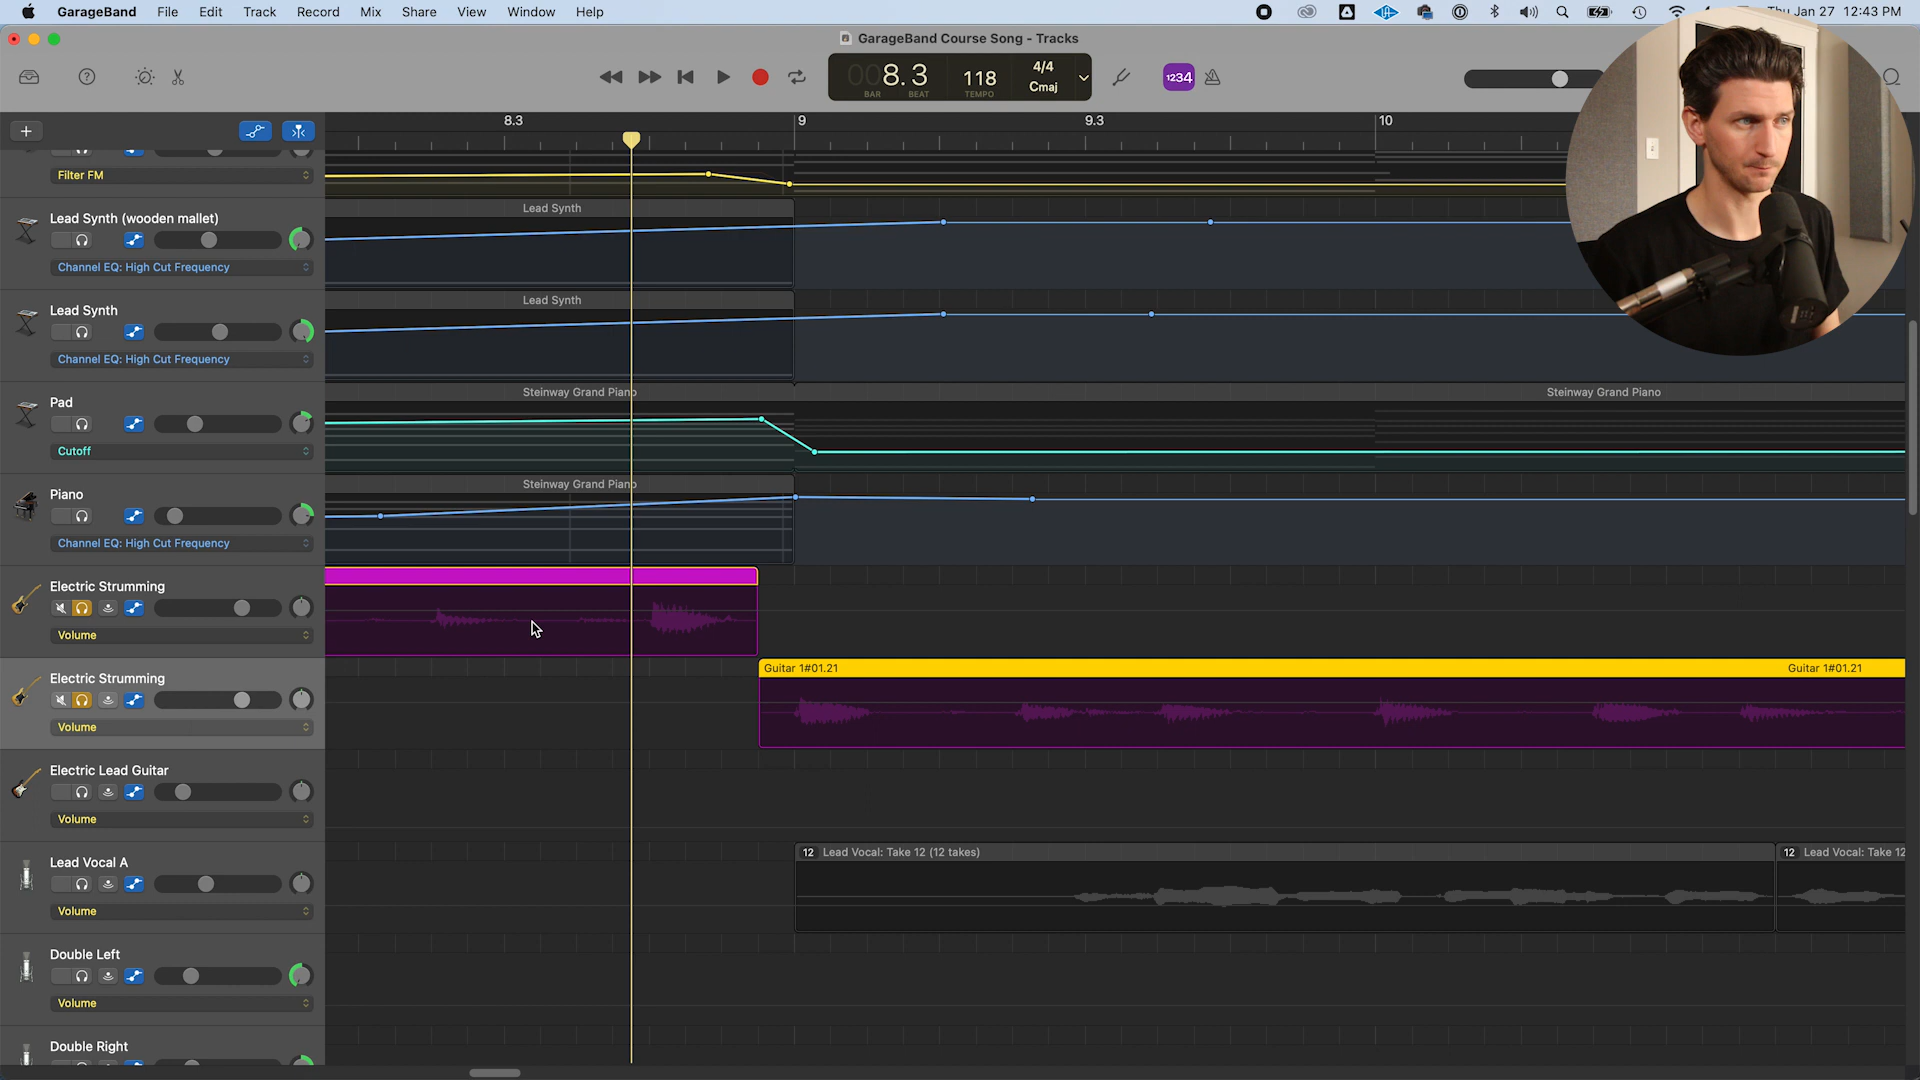 GarageBand File Edit Track Record Mix Share View Window Help
Thu Jan 27 12:43 PM
GarageBand Course Song - Tracks
008.3
BAR BEAT
118
TEMPO
4/4
Cmaj
1234
8.3 9 9.3 10
Filter FM
Lead Synth (wooden mallet)
Channel EQ: High Cut Frequency
Lead Synth
Lead Synth
Channel EQ: High Cut Frequency
Lead Synth
Pad
Cutoff
Steinway Grand Piano
Steinway Grand Piano
Piano
Channel EQ: High Cut Frequency
Steinway Grand Piano
Electric Strumming
Volume
Electric Strumming
Volume
Guitar 1#01.21
Guitar 1#01.21
Electric Lead Guitar
Volume
Lead Vocal A
Volume
12 Lead Vocal: Take 12 (12 takes)
12 Lead Vocal: Take 12
Double Left
Volume
Double Right